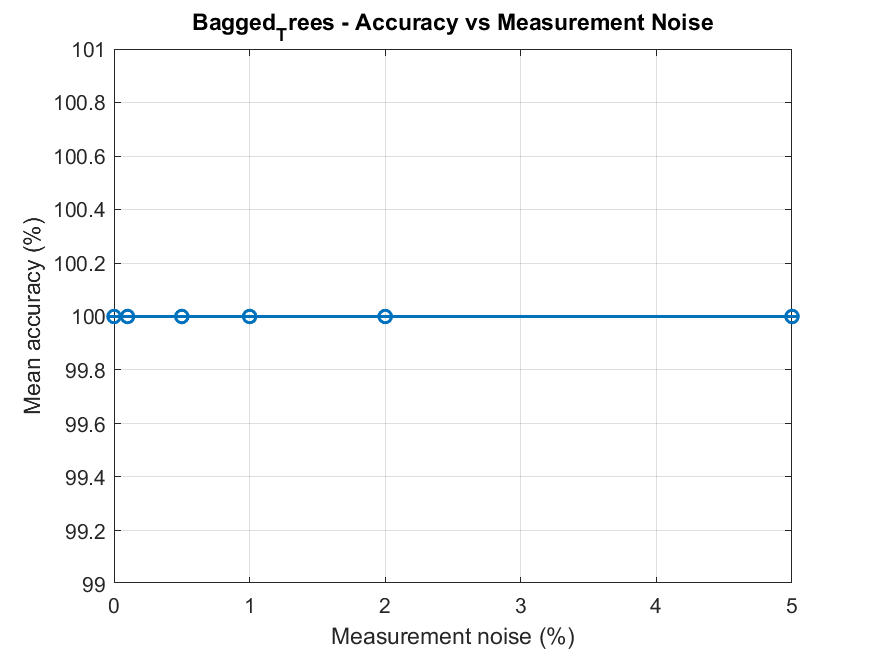 Bagged_Trees - Accuracy vs Measurement Noise
101
100.8
100.6
100.4
100.2
100
99.8
99.6
99.4
99.2
99
Mean accuracy (%)
0 1 2 3 4 5
Measurement noise (%)